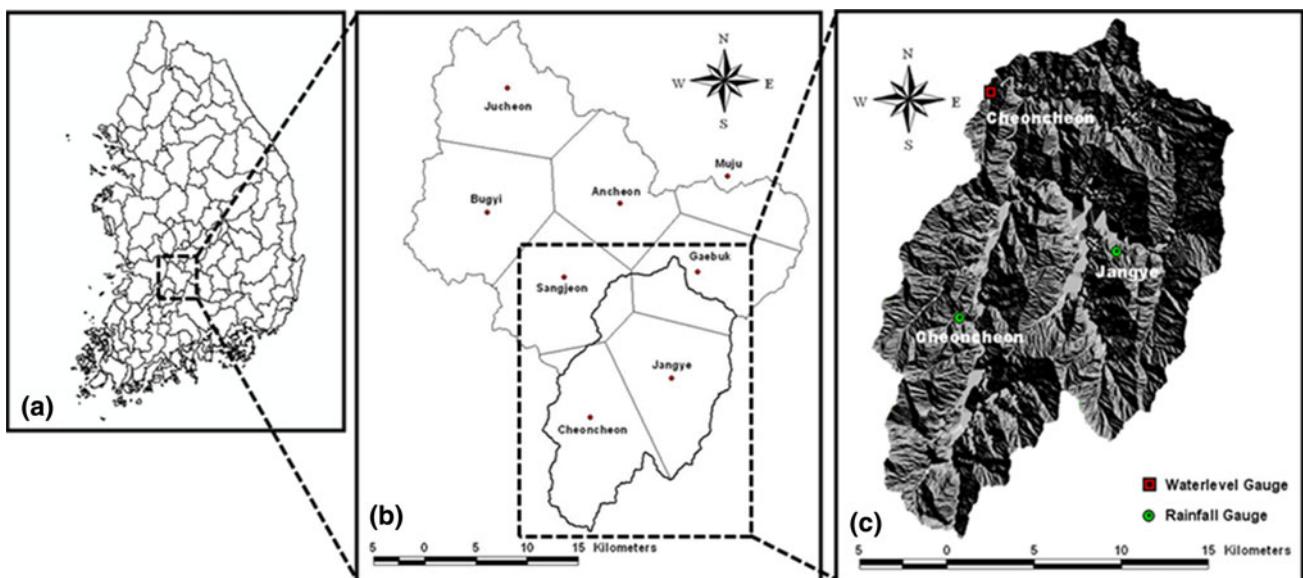 (a)
N
W E
S
Jucheon
Muju
Ancheon
Bugyi
Gaebuk
Sangjeon
Jangye
Cheoncheon
(b)
5 0 5 10 15 Kilometers
N
W E
S
Cheoncheon
Jangye
Cheoncheon
Waterlevel Gauge
Rainfall Gauge
(c)
5 0 5 10 15
Kilometers